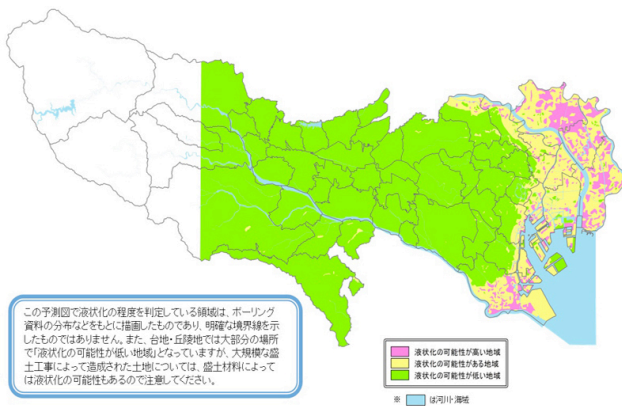 この予測図で液状化の程度を判定している領域は、ボーリング
資料の分布などをもとに描画したものであり、明確な境界線を示
したものではありません。また、台地・丘陵地では大部分の場所
で「液状化の可能性が低い地域」となっていますが、大規模な盛
土工事によって造成された土地については、盛土材料によって
は液状化の可能性もあるので注意してください。
液状化の可能性が高い地域
液状化の可能性がある地域
液状化の可能性が低い地域
※ は河川・海域